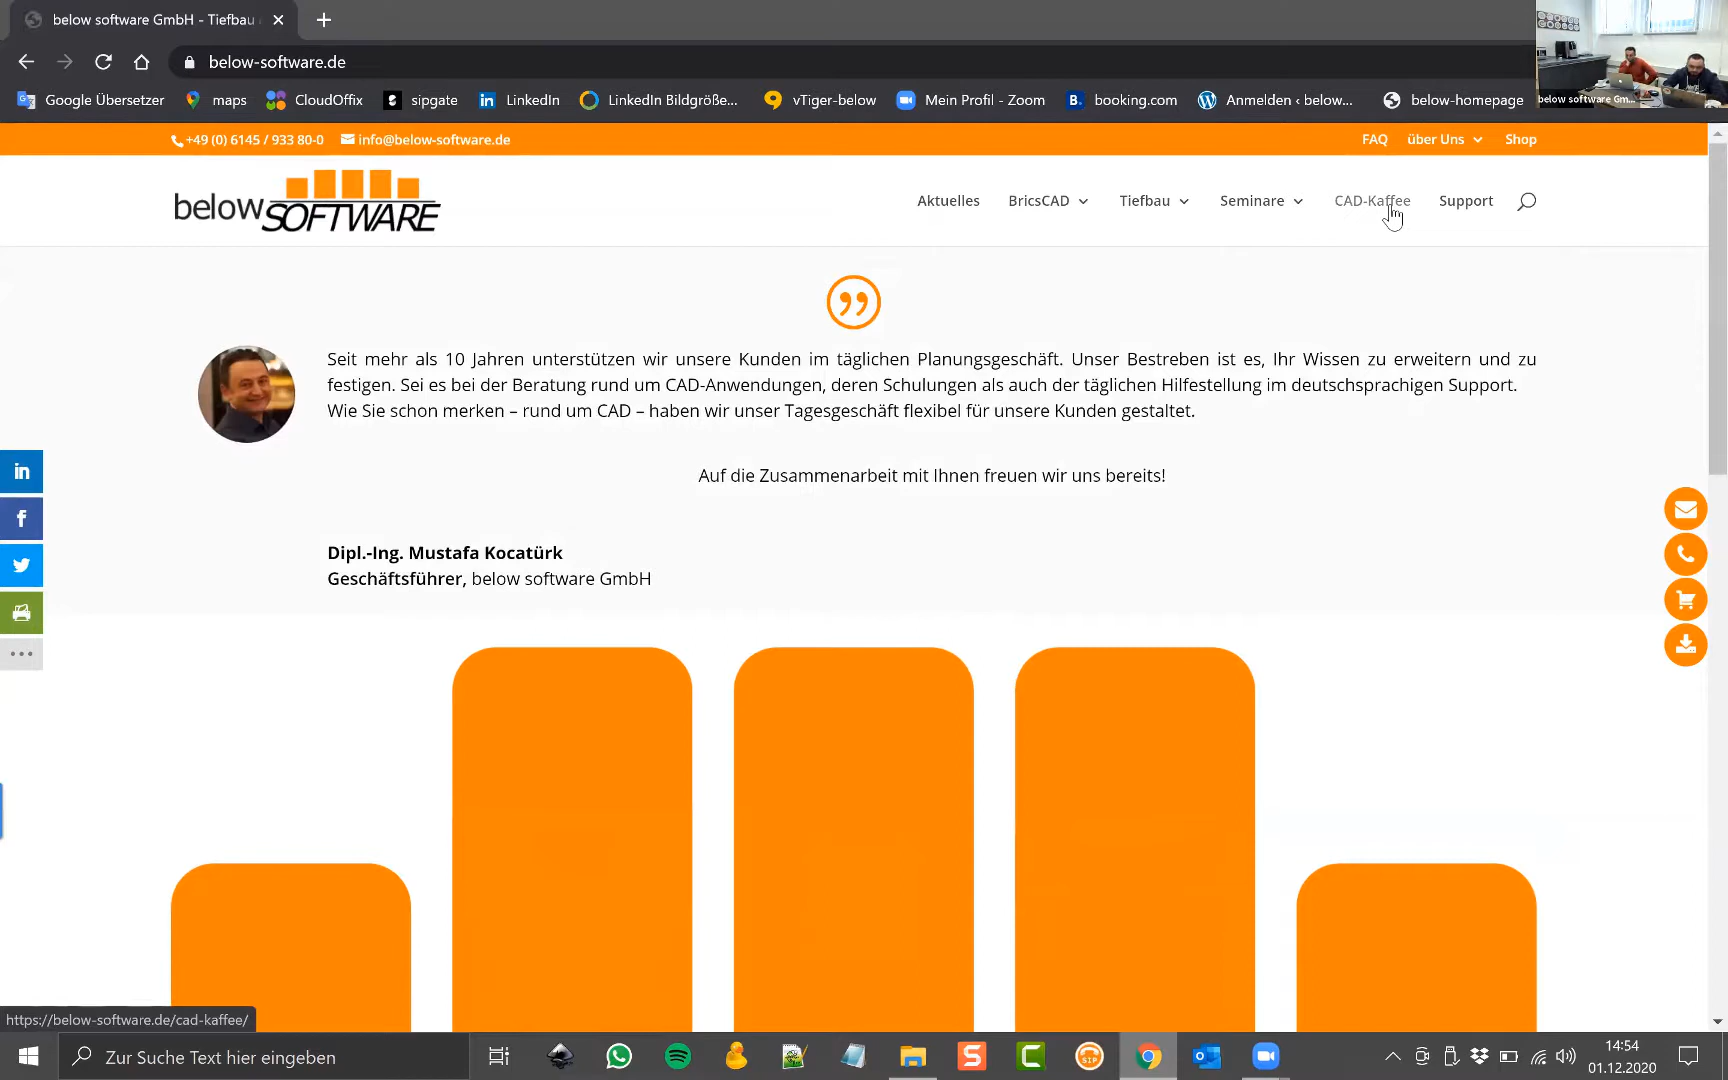 below software GmbH - Tiefbau
below-software.de
Google Übersetzer maps CloudOffix sipgate LinkedIn LinkedIn Bildgröße... vTiger-below Mein Profil - Zoom booking.com Anmeldung ‹ below... below-homepage
below software Gm...
+49 (0) 6145 / 933 80-0 info@below-software.de FAQ über Uns Shop
below SOFTWARE
Aktuelles BricsCAD Tiefbau Seminare CAD-Kaffee Support
Seit mehr als 10 Jahren unterstützen wir unsere Kunden im täglichen Planungsgeschäft. Unser Bestreben ist es, Ihr Wissen zu erweitern und zu
festigen. Sei es bei der Beratung rund um CAD-Anwendungen, deren Schulungen als auch der täglichen Hilfestellung im deutschsprachigen Support.
Wie Sie schon merken – rund um CAD – haben wir unser Tagesgeschäft flexibel für unsere Kunden gestaltet.
Auf die Zusammenarbeit mit Ihnen freuen wir uns bereits!
Dipl.-Ing. Mustafa Kocatürk
Geschäftsführer, below software GmbH
https://below-software.de/cad-kaffee/
Zur Suche Text hier eingeben
14:54
01.12.2020